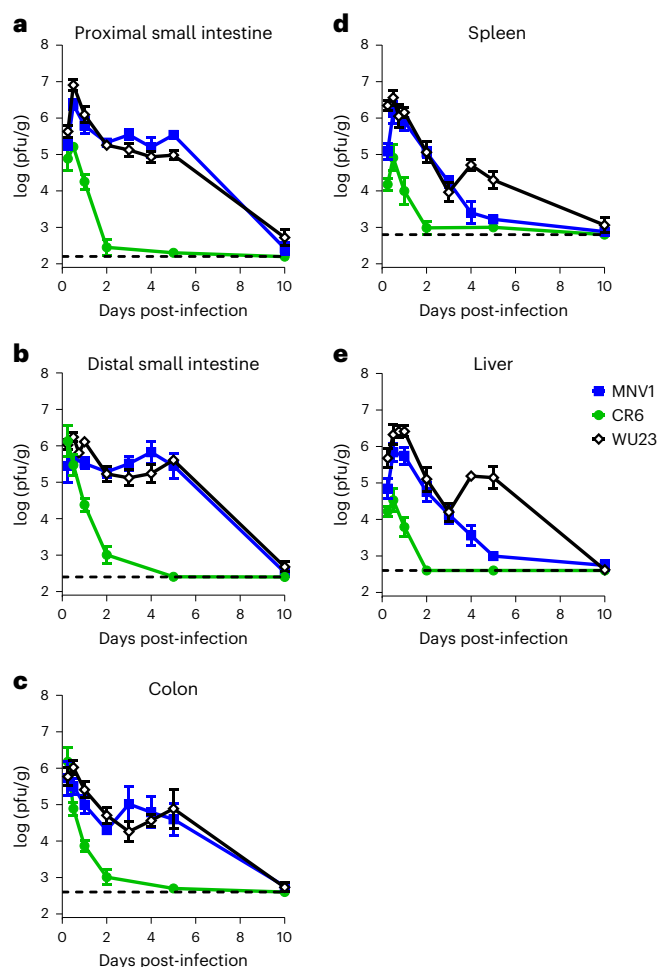 a
Proximal small intestine
8
7
6
5
4
3
2
log (pfu/g)
0 2 4 6 8 10
Days post-infection
b
Distal small intestine
8
7
6
5
4
3
2
log (pfu/g)
0 2 4 6 8 10
Days post-infection
c
Colon
8
7
6
5
4
3
2
log (pfu/g)
0 2 4 6 8 10
Days post-infection
d
Spleen
8
7
6
5
4
3
2
log (pfu/g)
0 2 4 6 8 10
Days post-infection
e
Liver
8
7
6
5
4
3
2
log (pfu/g)
0 2 4 6 8 10
Days post-infection
MNV1
CR6
WU23